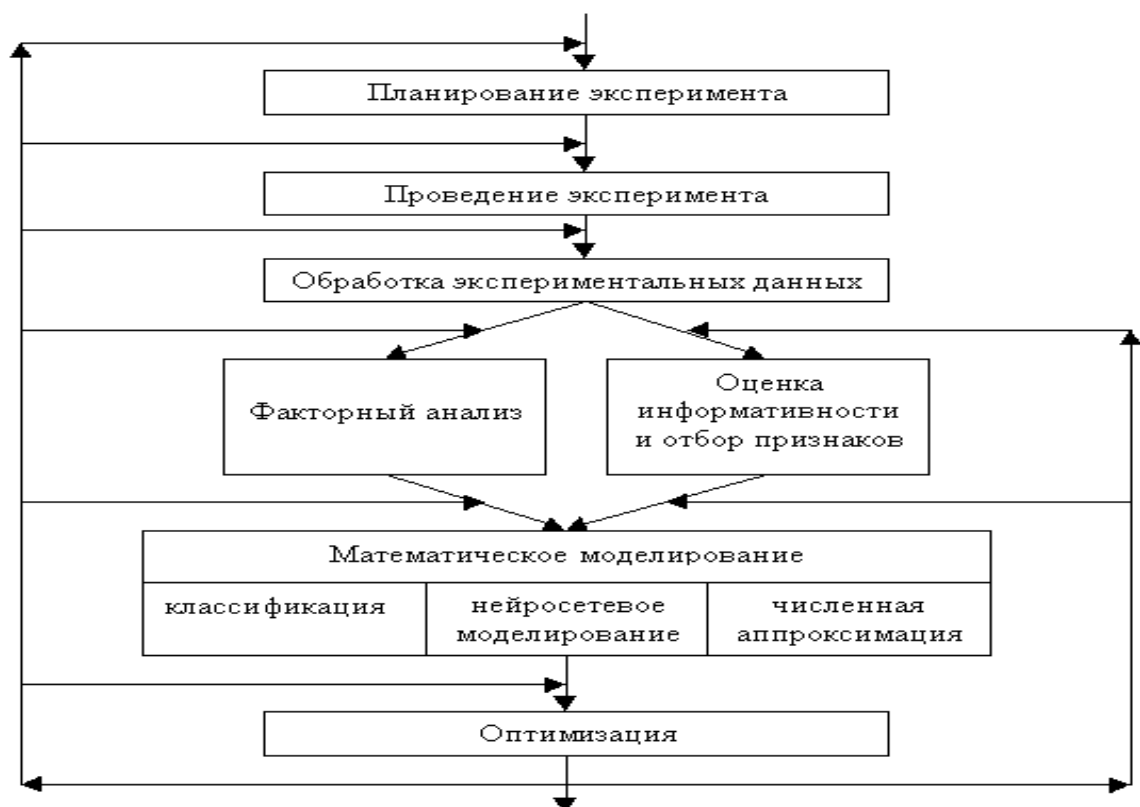 Планирование эксперимента
Проведение эксперимента
Обработка экспериментальных данных
Факторный анализ
Оценка
информативности
и отбор признаков
Математическое моделирование
классификация
нейросетевое
моделирование
численная
аппроксимация
Оптимизация